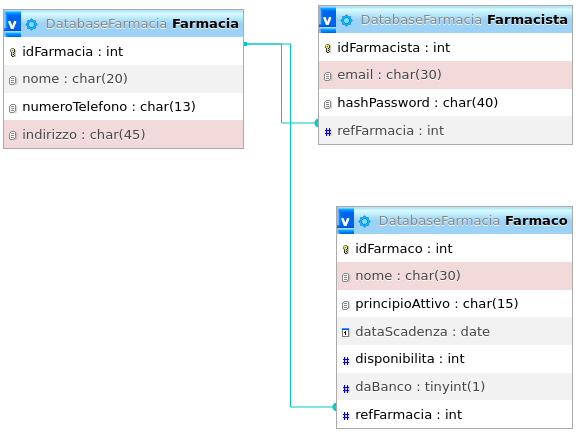 v DatabaseFarmacia Farmacia
idFarmacia : int
nome : char(20)
numeroTelefono : char(13)
indirizzo : char(45)
v DatabaseFarmacia Farmacista
idFarmacista : int
email : char(30)
hashPassword : char(40)
# refFarmacia : int
v DatabaseFarmacia Farmaco
idFarmaco : int
nome : char(30)
principioAttivo : char(15)
dataScadenza : date
# disponibilita : int
# daBanco : tinyint(1)
# refFarmacia : int